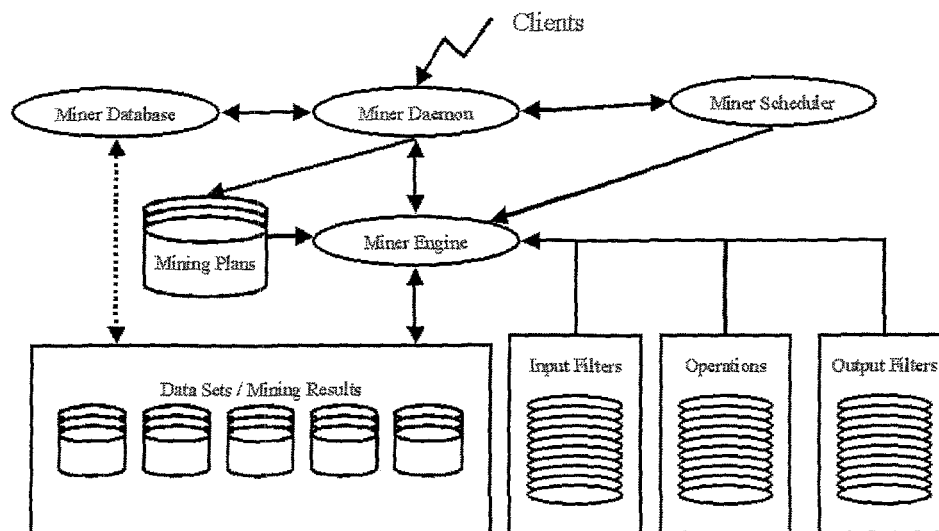 Clients
Miner Database
Miner Daemon
Miner Scheduler
Mining Plans
Miner Engine
Data Sets / Mining Results
Input Filters
Operations
Output Filters